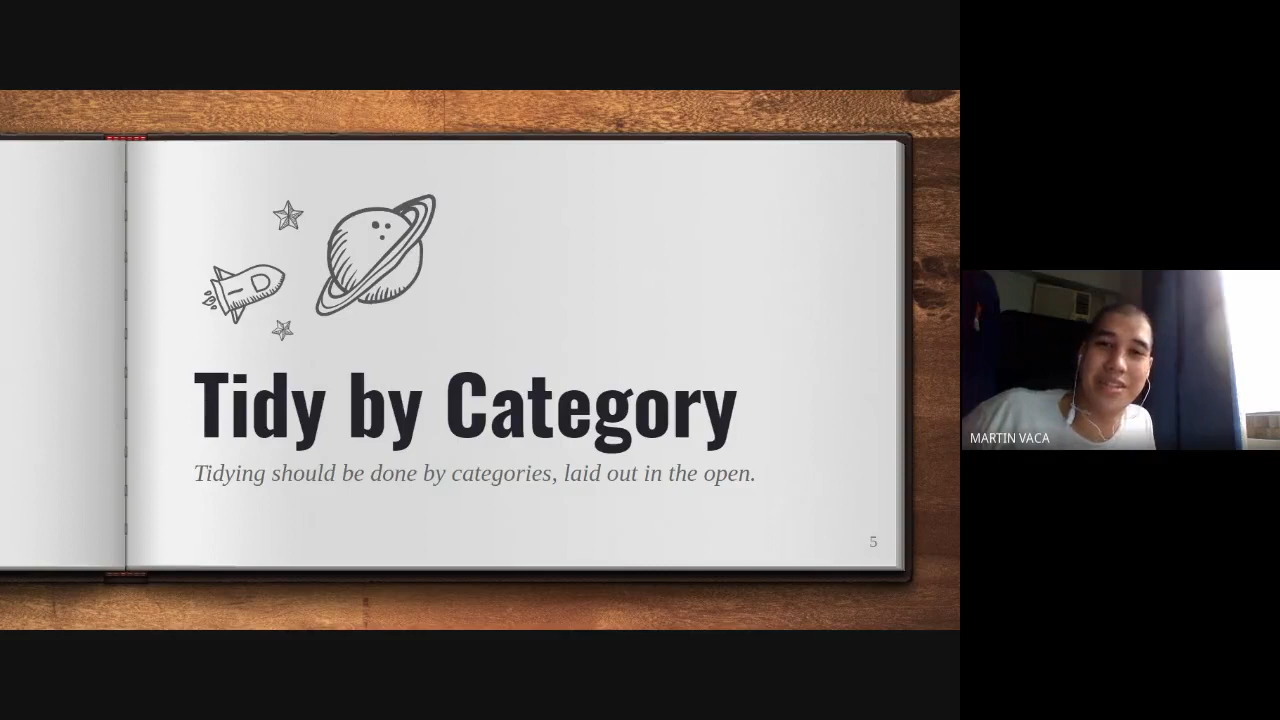 Tidy by Category
Tidying should be done by categories, laid out in the open.
5
MARTIN VACA